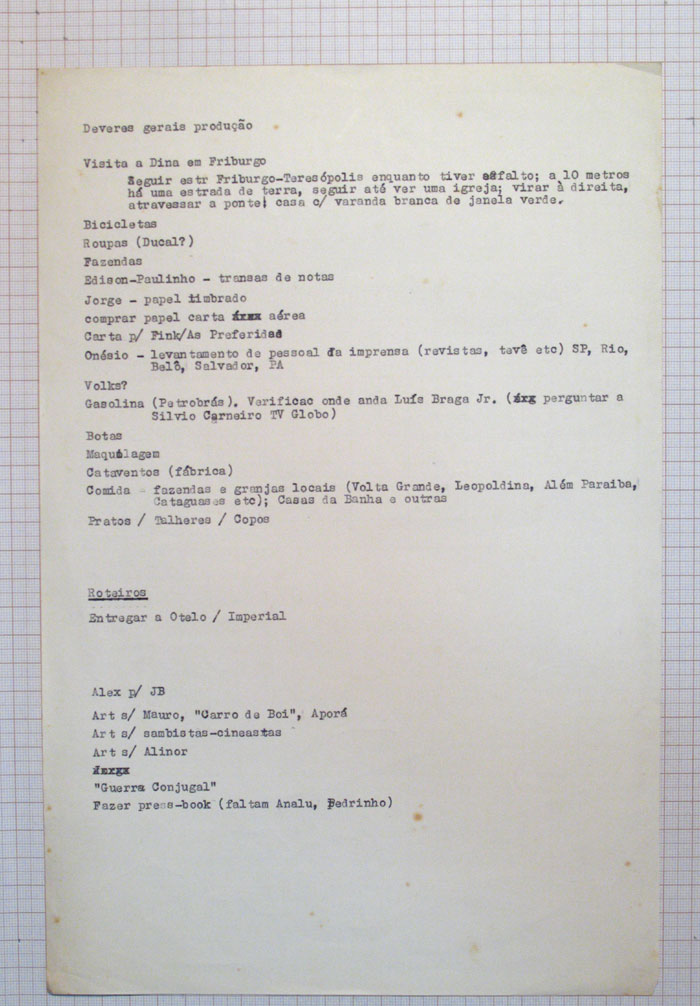 Deveres gerais produção
Visita a Dina em Friburgo
Seguir estr Friburgo-Teresópolis enquanto tiver asfalto; a 10 metros
há uma estrada de terra, seguir até ver uma igreja; virar à direita,
atravessar a ponte; casa c/ varanda branca de janela verde.
Bicicletas
Roupas (Ducal?)
Fazendas
Edison-Paulinho - transas de notas
Jorge - papel timbrado
comprar papel carta aérea
Carta p/ Fink/As Preferidas
Onésio - levantamento de pessoal da imprensa (revistas, tevê etc) SP, Rio,
Belô, Salvador, PA
Volks?
Gasolina (Petrobrás). Verificac onde anda Luís Braga Jr. ( perguntar a
Silvio Carneiro TV Globo)
Botas
Maquálagem
Cataventos (fábrica)
Comida - fazendas e granjas locais (Volta Grande, Leopoldina, Além Paraiba,
Cataguases etc); Casas da Banha e outras
Pratos / Talheres / Copos
Roteiros
Entregar a Otelo / Imperial
Alex p/ JB
Art s/ Mauro, "Carro de Boi", Aporá
Art s/ sambistas-cineastas
Art s/ Alinor
"Guerra Conjugal"
Fazer press-book (faltam Analu, Pedrinho)